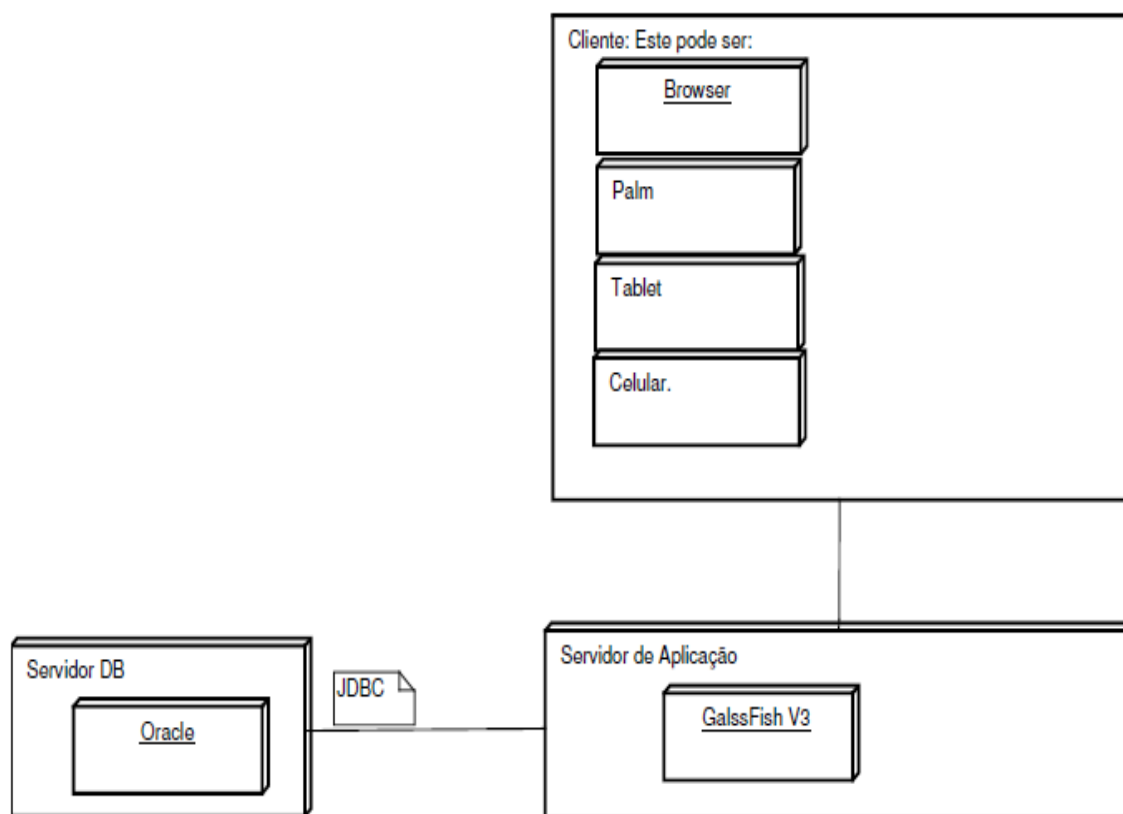 Cliente: Este pode ser:
Browser
Palm
Tablet
Celular.
Servidor DB
Oracle
JDBC
Servidor de Aplicação
GalssFish V3